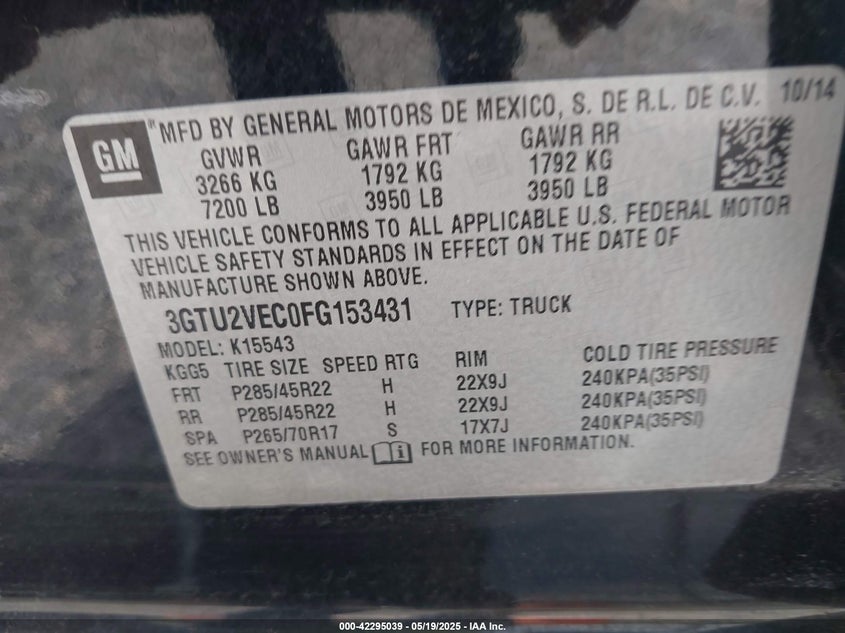 GM
"MFD BY GENERAL MOTORS DE MEXICO, S. DE R.L. DE C.V. 10/14
GVWR GAWR FRT GAWR RR
3266 KG 1792 KG 1792 KG
7200 LB 3950 LB 3950 LB
THIS VEHICLE CONFORMS TO ALL APPLICABLE U.S. FEDERAL MOTOR
VEHICLE SAFETY STANDARDS IN EFFECT ON THE DATE OF
MANUFACTURE SHOWN ABOVE.
3GTU2VEC0FG153431 TYPE: TRUCK
MODEL: K15543
KGG5 TIRE SIZE SPEED RTG RIM COLD TIRE PRESSURE
FRT P285/45R22 H 22X9J 240KPA(35PSI)
RR P285/45R22 H 22X9J 240KPA(35PSI)
SPA P265/70R17 S 17X7J 240KPA(35PSI)
SEE OWNER'S MANUAL FOR MORE INFORMATION.
000-42295039 - 05/19/2025 - IAA Inc.